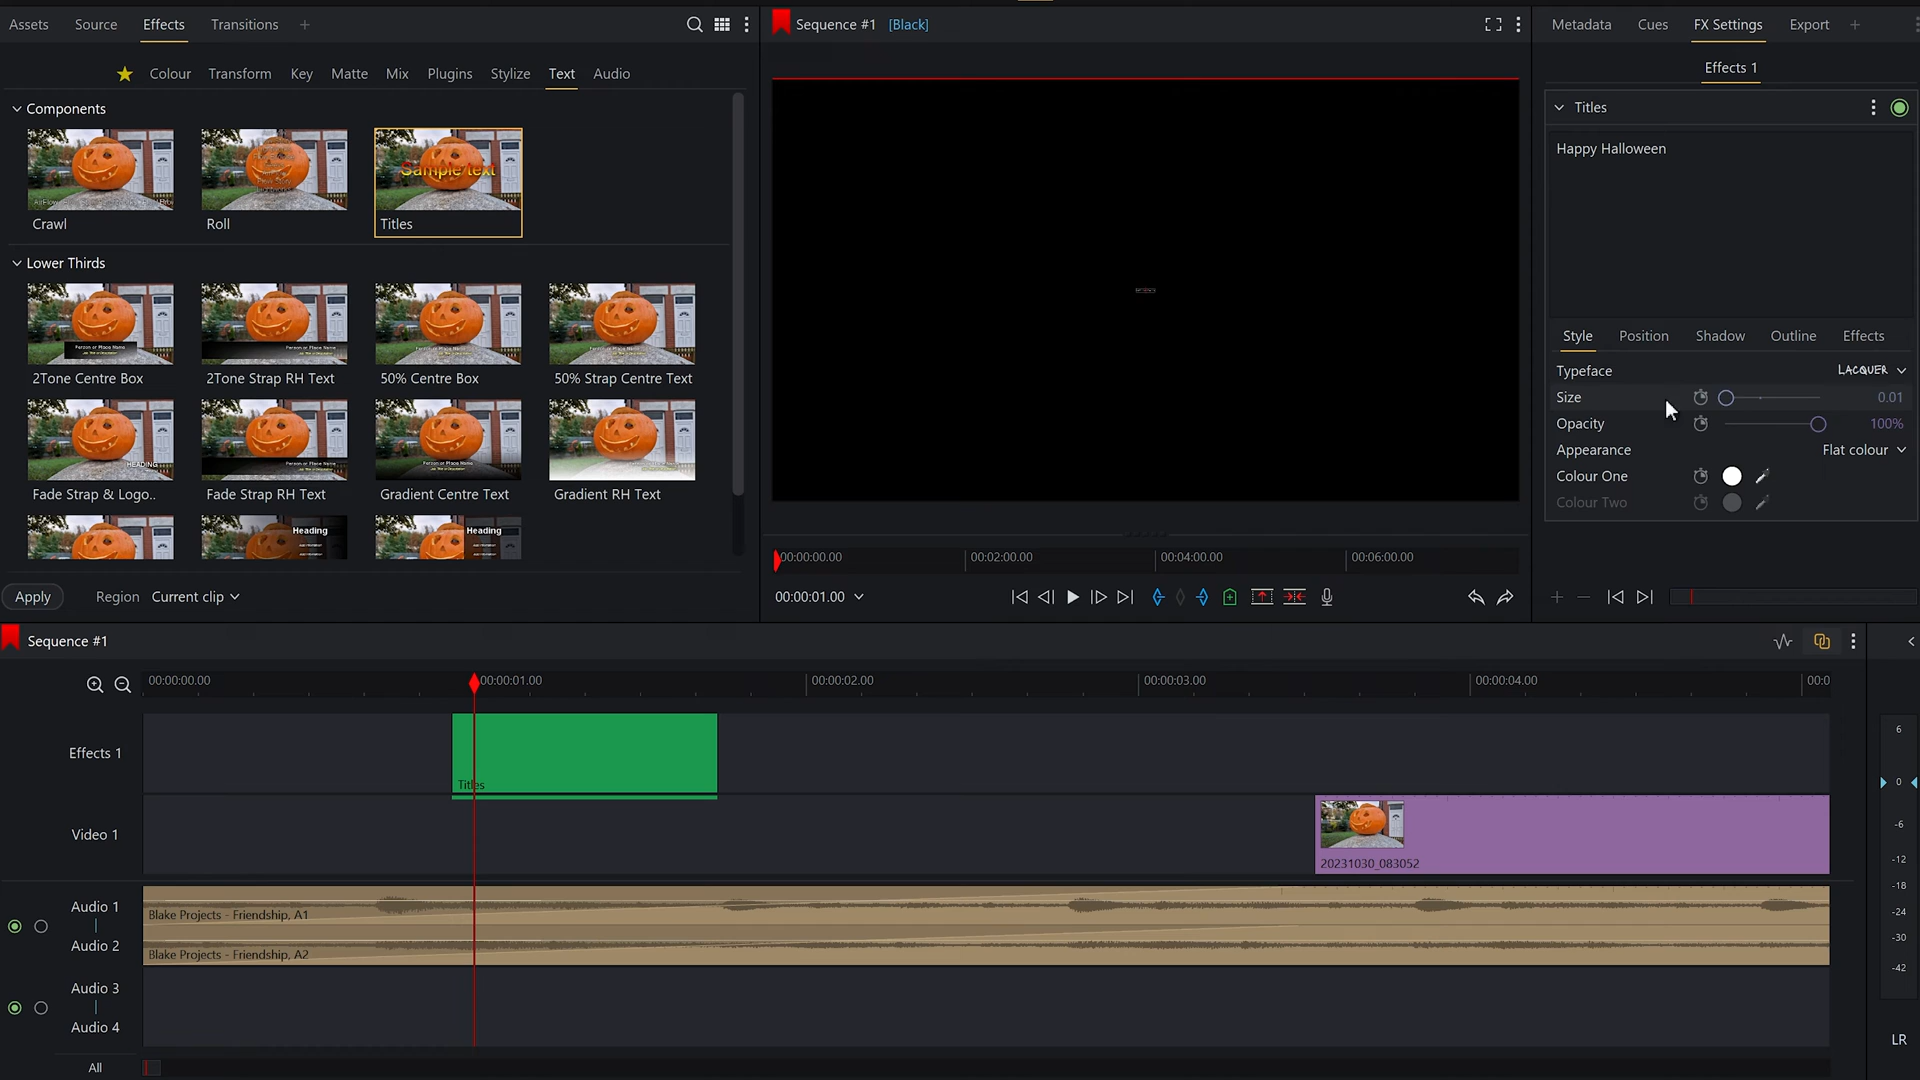 Assets Source Effects Transitions +
Colour Transform Key Matte Mix Plugins Stylize Text Audio
Components
Sample text
Crawl Roll Titles
Lower Thirds
2Tone Centre Box 2Tone Strap RH Text 50% Centre Box 50% Strap Centre Text
HEADING
Fade Strap & Logo.. Fade Strap RH Text Gradient Centre Text Gradient RH Text
Heading Heading
Apply Region Current clip
Sequence #1 [Black]
00:00:00.00 00:02:00.00 00:04:00.00 00:06:00.00
00:00:01.00
Metadata Cues FX Settings Export +
Effects 1
Titles
Happy Halloween
Style Position Shadow Outline Effects
Typeface LACQUER
Size 0.01
Opacity 100%
Appearance Flat colour
Colour One
Colour Two
Sequence #1
00:00:00.00 00:00:01.00 00:00:02.00 00:00:03.00 00:00:04.00 00:0
Effects 1
Titles
Video 1
20231030_083052
Audio 1
Blake Projects - Friendship, A1
Audio 2
Blake Projects - Friendship, A2
Audio 3
Audio 4
All
6
0
-6
-12
-18
-24
-30
-42
LR